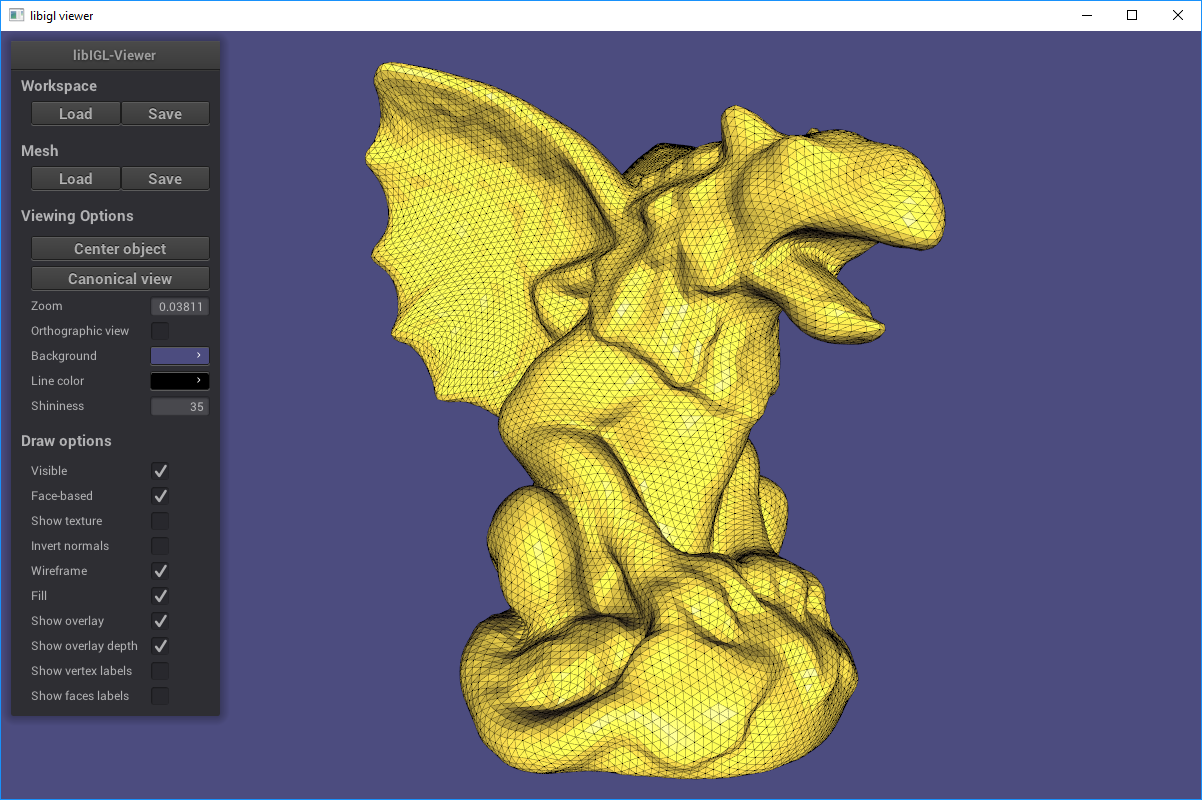 libigl viewer
libIGL-Viewer
Workspace
Load Save
Mesh
Load Save
Viewing Options
Center object
Canonical view
Zoom 0.03811
Orthographic view
Background
Line color
Shininess 35
Draw options
Visible
Face-based
Show texture
Invert normals
Wireframe
Fill
Show overlay
Show overlay depth
Show vertex labels
Show faces labels